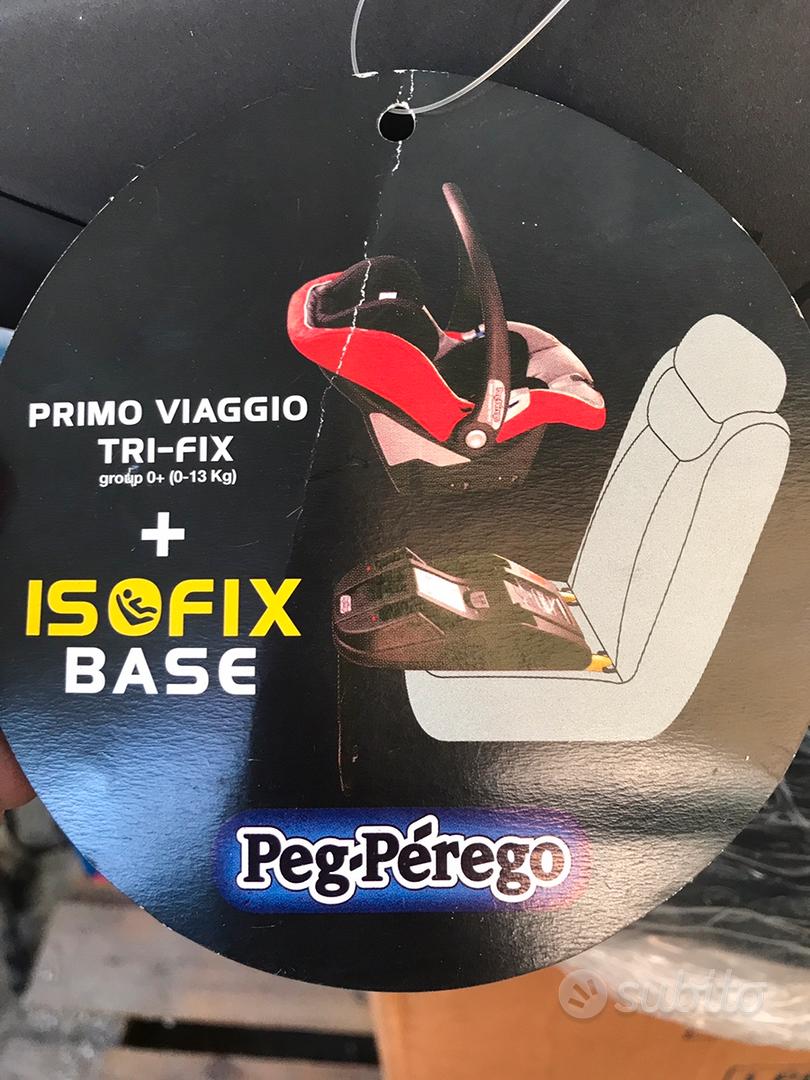 PRIMO VIAGGIO
TRI-FIX
group 0+ (0-13 Kg)
+
ISOFIX
BASE
Peg-Pérego
subito